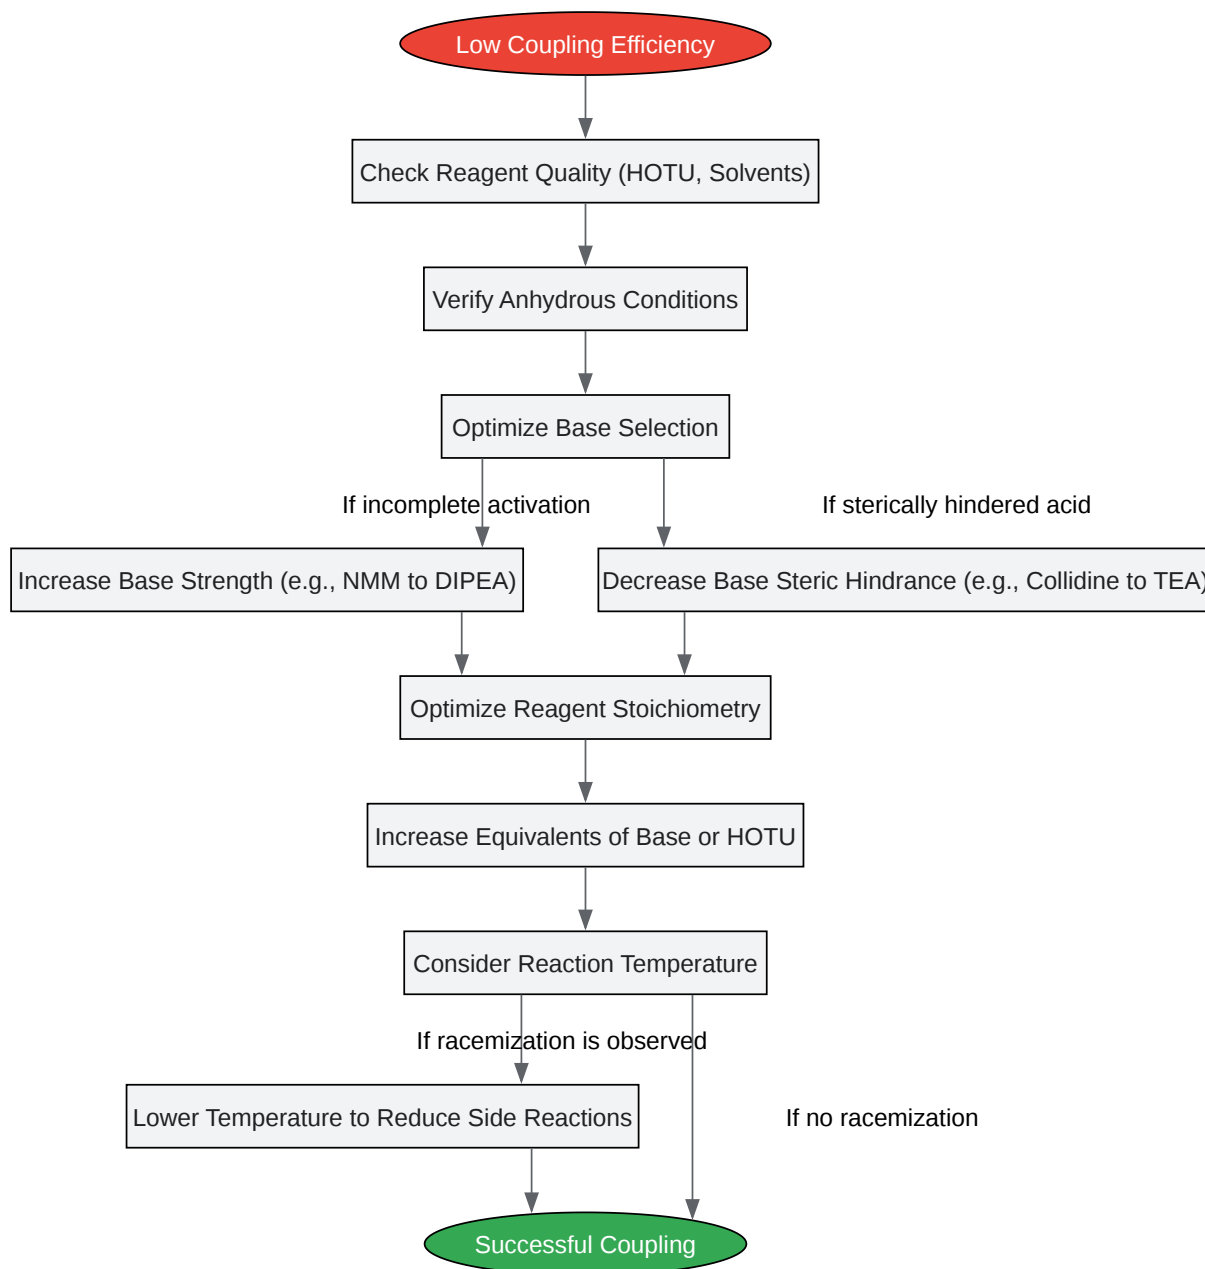 Low Coupling Efficiency
Check Reagent Quality (HOTU, Solvents)
Verify Anhydrous Conditions
Optimize Base Selection
If incomplete activation
If sterically hindered acid
Increase Base Strength (e.g., NMM to DIPEA)
Decrease Base Steric Hindrance (e.g., Collidine to TEA)
Optimize Reagent Stoichiometry
Increase Equivalents of Base or HOTU
Consider Reaction Temperature
If racemization is observed
Lower Temperature to Reduce Side Reactions
If no racemization
Successful Coupling